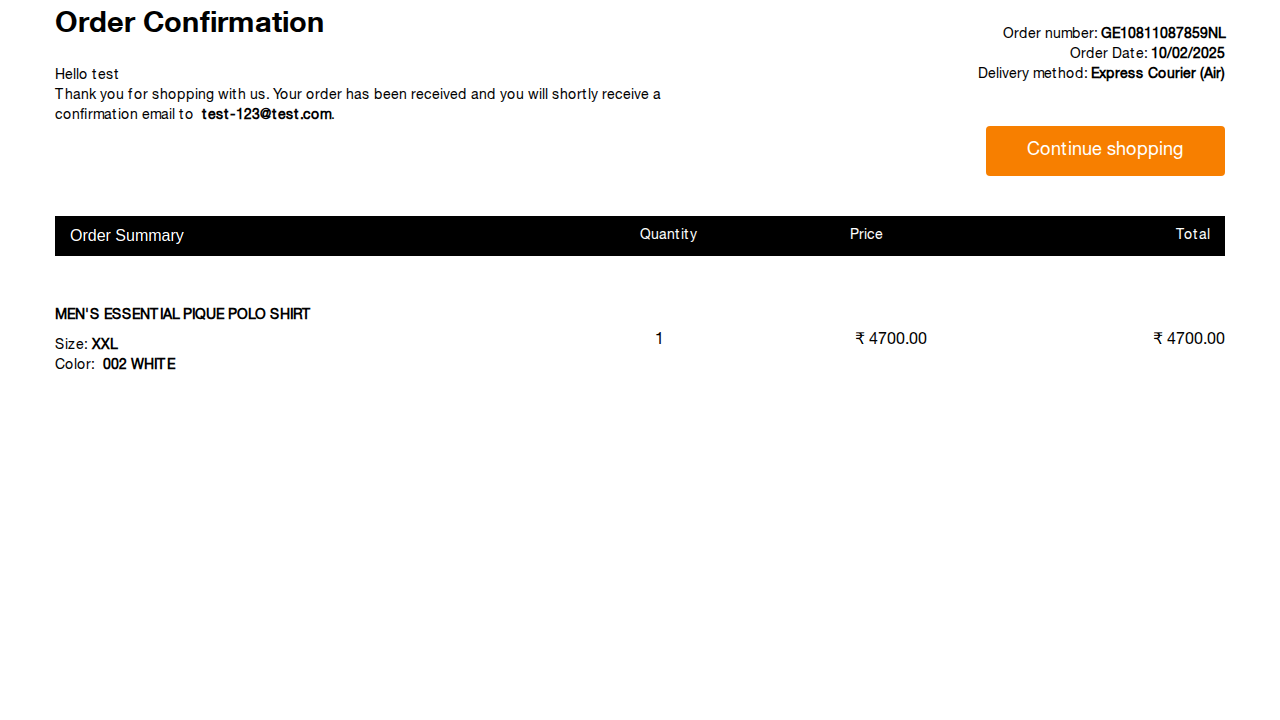 Order Confirmation
Order number: GE10811087859NL
Order Date: 10/02/2025
Delivery method: Express Courier (Air)
Hello test
Thank you for shopping with us. Your order has been received and you will shortly receive a
confirmation email to test-123@test.com.
Continue shopping
Order Summary Quantity Price Total
MEN'S ESSENTIAL PIQUE POLO SHIRT
Size: XXL
Color: 002 WHITE
1 ₹ 4700.00 ₹ 4700.00